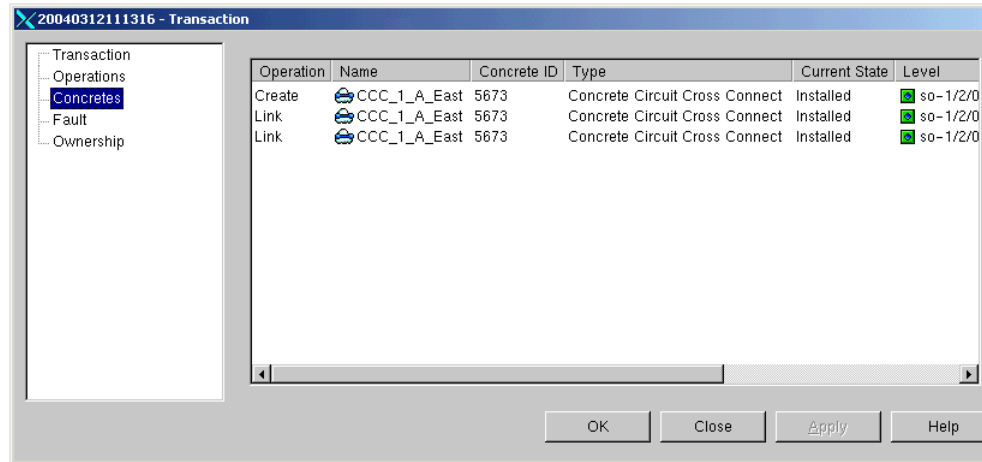 20040312111316 - Transaction
Transaction
Operations
Concretes
Fault
Ownership
Operation Name Concrete ID Type Current State Level
Create CCC_1_A_East 5673 Concrete Circuit Cross Connect Installed so-1/2/0
Link CCC_1_A_East 5673 Concrete Circuit Cross Connect Installed so-1/2/0
Link CCC_1_A_East 5673 Concrete Circuit Cross Connect Installed so-1/2/0
OK Close Apply Help